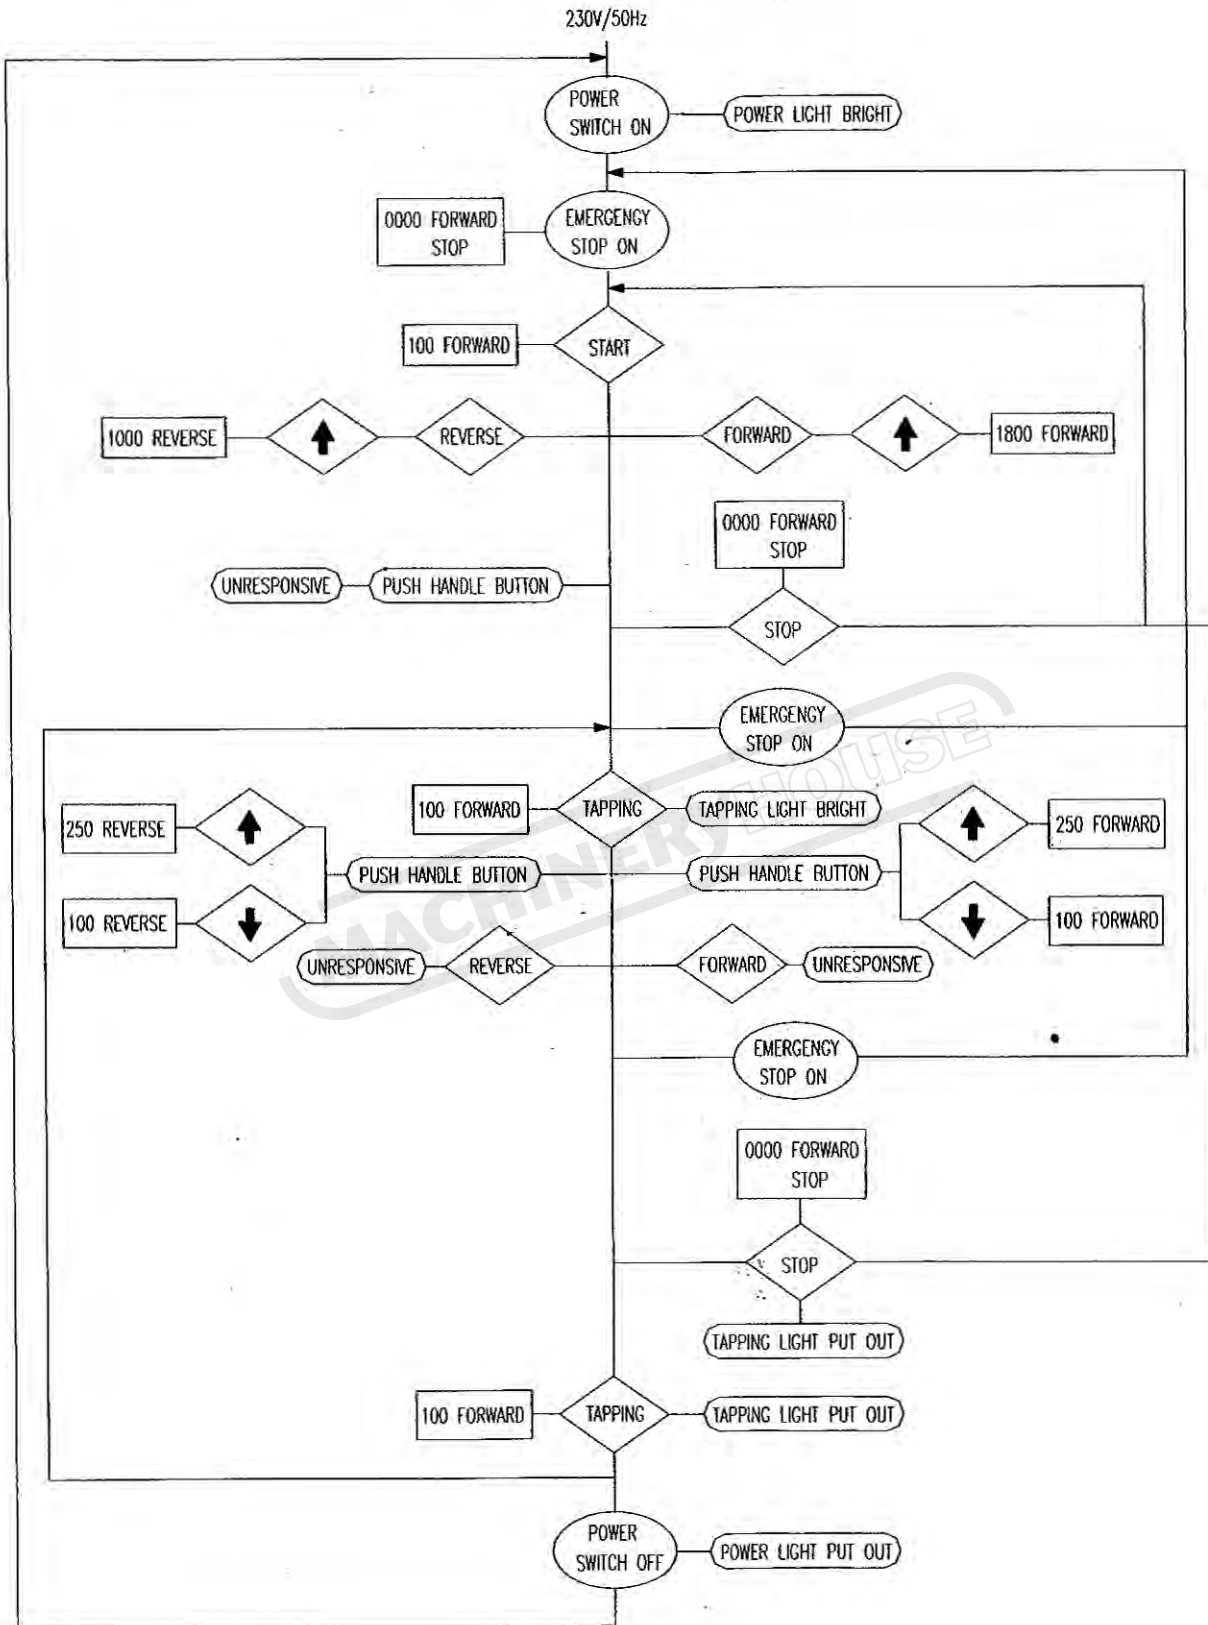 230V/50Hz
POWER
SWITCH ON
POWER LIGHT BRIGHT
0000 FORWARD
STOP
EMERGENCY
STOP ON
100 FORWARD
START
1000 REVERSE
REVERSE
FORWARD
1800 FORWARD
0000 FORWARD
STOP
UNRESPONSIVE
PUSH HANDLE BUTTON
STOP
EMERGENCY
STOP ON
100 FORWARD
TAPPING
TAPPING LIGHT BRIGHT
250 REVERSE
250 FORWARD
PUSH HANDLE BUTTON
PUSH HANDLE BUTTON
100 REVERSE
100 FORWARD
UNRESPONSIVE
REVERSE
FORWARD
UNRESPONSIVE
EMERGENCY
STOP ON
0000 FORWARD
STOP
STOP
TAPPING LIGHT PUT OUT
100 FORWARD
TAPPING
TAPPING LIGHT PUT OUT
POWER
SWITCH OFF
POWER LIGHT PUT OUT
MACHINERY HOUSE